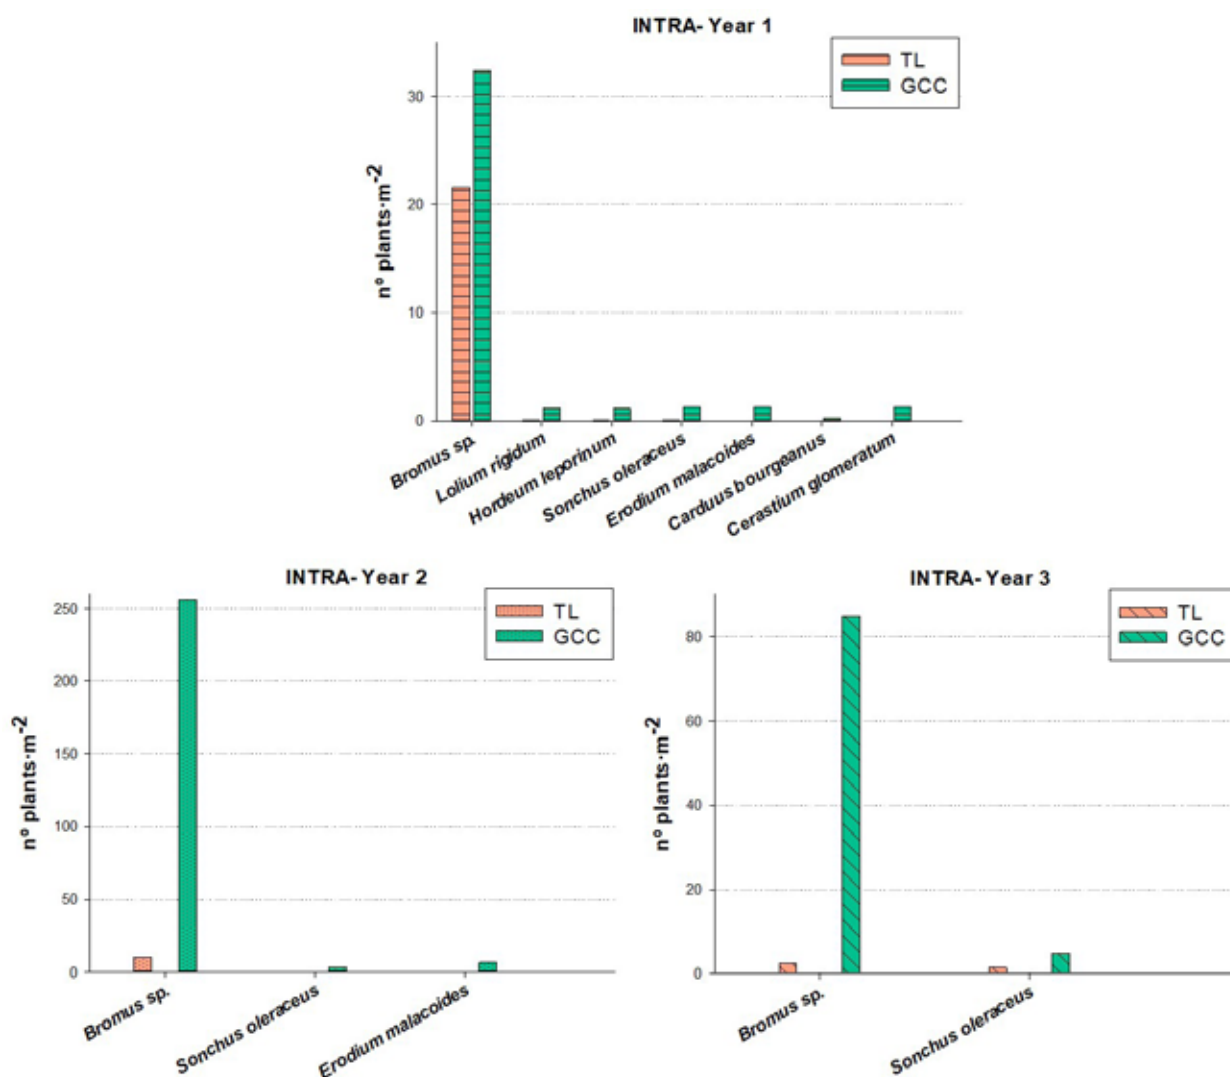 INTRA- Year 1
TL
GCC
nº plants·m-2
30
20
10
0
Bromus sp.
Lolium rigidum
Hordeum leporinum
Sonchus oleraceus
Erodium malacoides
Carduus bourgeanus
Cerastium glomeratum
INTRA- Year 2
TL
GCC
nº plants·m-2
250
200
150
100
50
0
Bromus sp.
Sonchus oleraceus
Erodium malacoides
INTRA- Year 3
TL
GCC
nº plants·m-2
80
60
40
20
0
Bromus sp.
Sonchus oleraceus